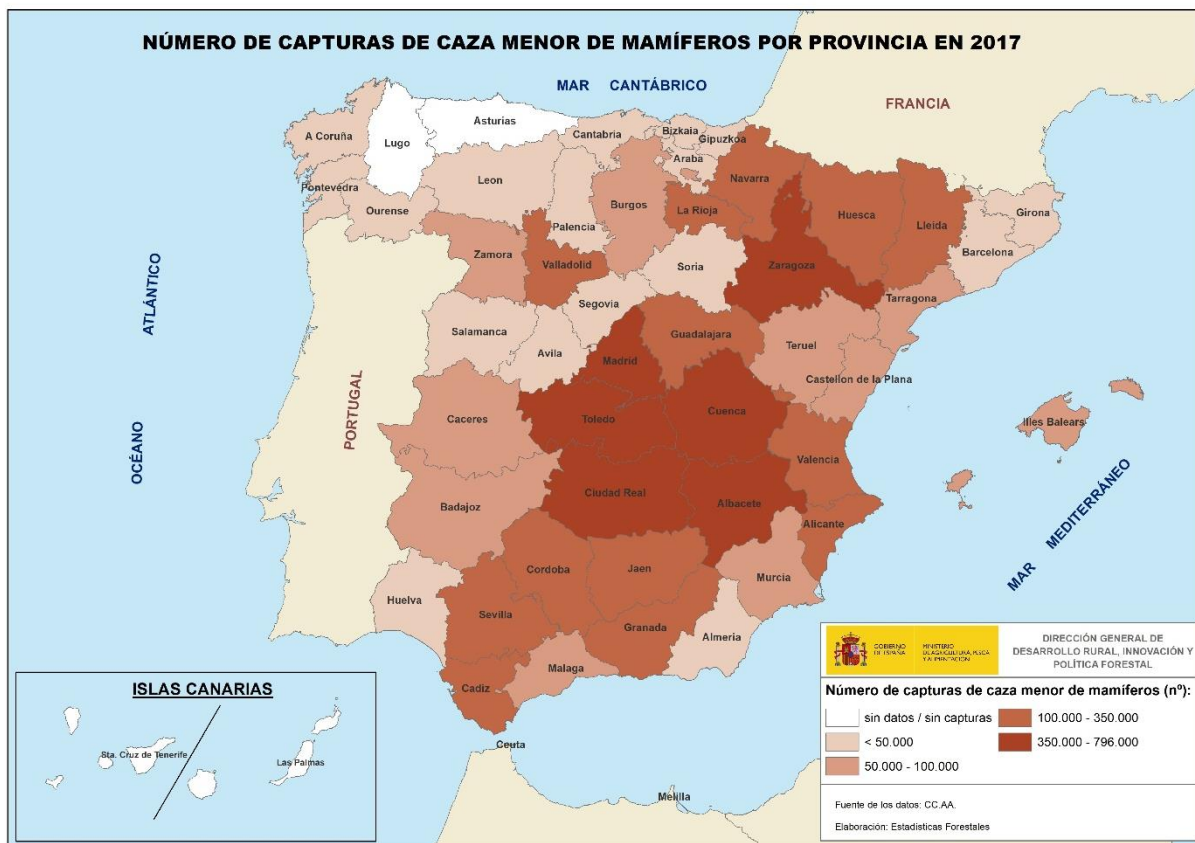 NÚMERO DE CAPTURAS DE CAZA MENOR DE MAMÍFEROS POR PROVINCIA EN 2017
MAR CANTÁBRICO
FRANCIA
A Coruña
Lugo
Asturias
Cantabria
Bizkaia
Gipuzkoa
Araba
Navarra
Pontevedra
Ourense
Leon
Palencia
Burgos
La Rioja
Huesca
Lleida
Girona
Barcelona
Zamora
Valladolid
Soria
Zaragoza
Tarragona
Segovia
Salamanca
Avila
Madrid
Guadalajara
Teruel
Castellon de la Plana
OCÉANO ATLÁNTICO
PORTUGAL
Caceres
Toledo
Cuenca
Valencia
Illes Balears
MAR MEDITERRÁNEO
Badajoz
Ciudad Real
Albacete
Alicante
Cordoba
Jaen
Murcia
Huelva
Sevilla
Granada
Almeria
Malaga
Cadiz
Ceuta
Melilla
ISLAS CANARIAS
Sta. Cruz de Tenerife
Las Palmas
GOBIERNO
DE ESPAÑA
MINISTERIO
DE AGRICULTURA, PESCA
Y ALIMENTACIÓN
DIRECCIÓN GENERAL DE
DESARROLLO RURAL, INNOVACIÓN Y
POLÍTICA FORESTAL
Número de capturas de caza menor de mamíferos (nº):
sin datos / sin capturas
< 50.000
50.000 - 100.000
100.000 - 350.000
350.000 - 796.000
Fuente de los datos: CC.AA.
Elaboración: Estadísticas Forestales